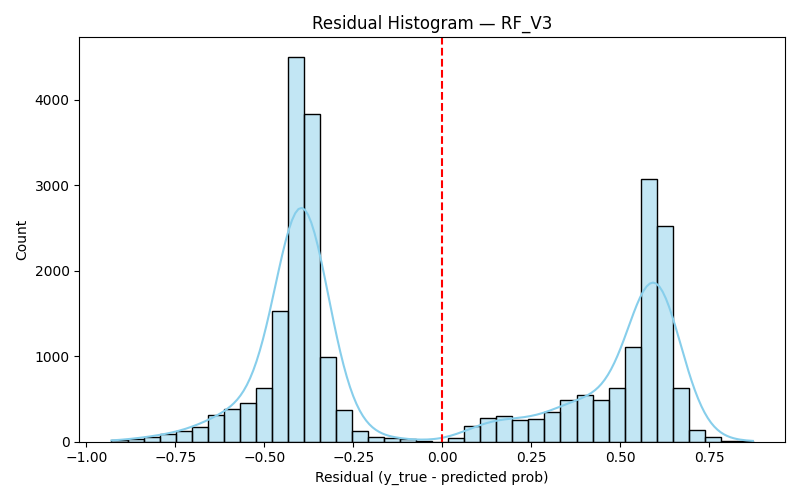 Residual Histogram — RF_V3
Count
4000
3000
2000
1000
0
−1.00 −0.75 −0.50 −0.25 0.00 0.25 0.50 0.75
Residual (y_true - predicted prob)